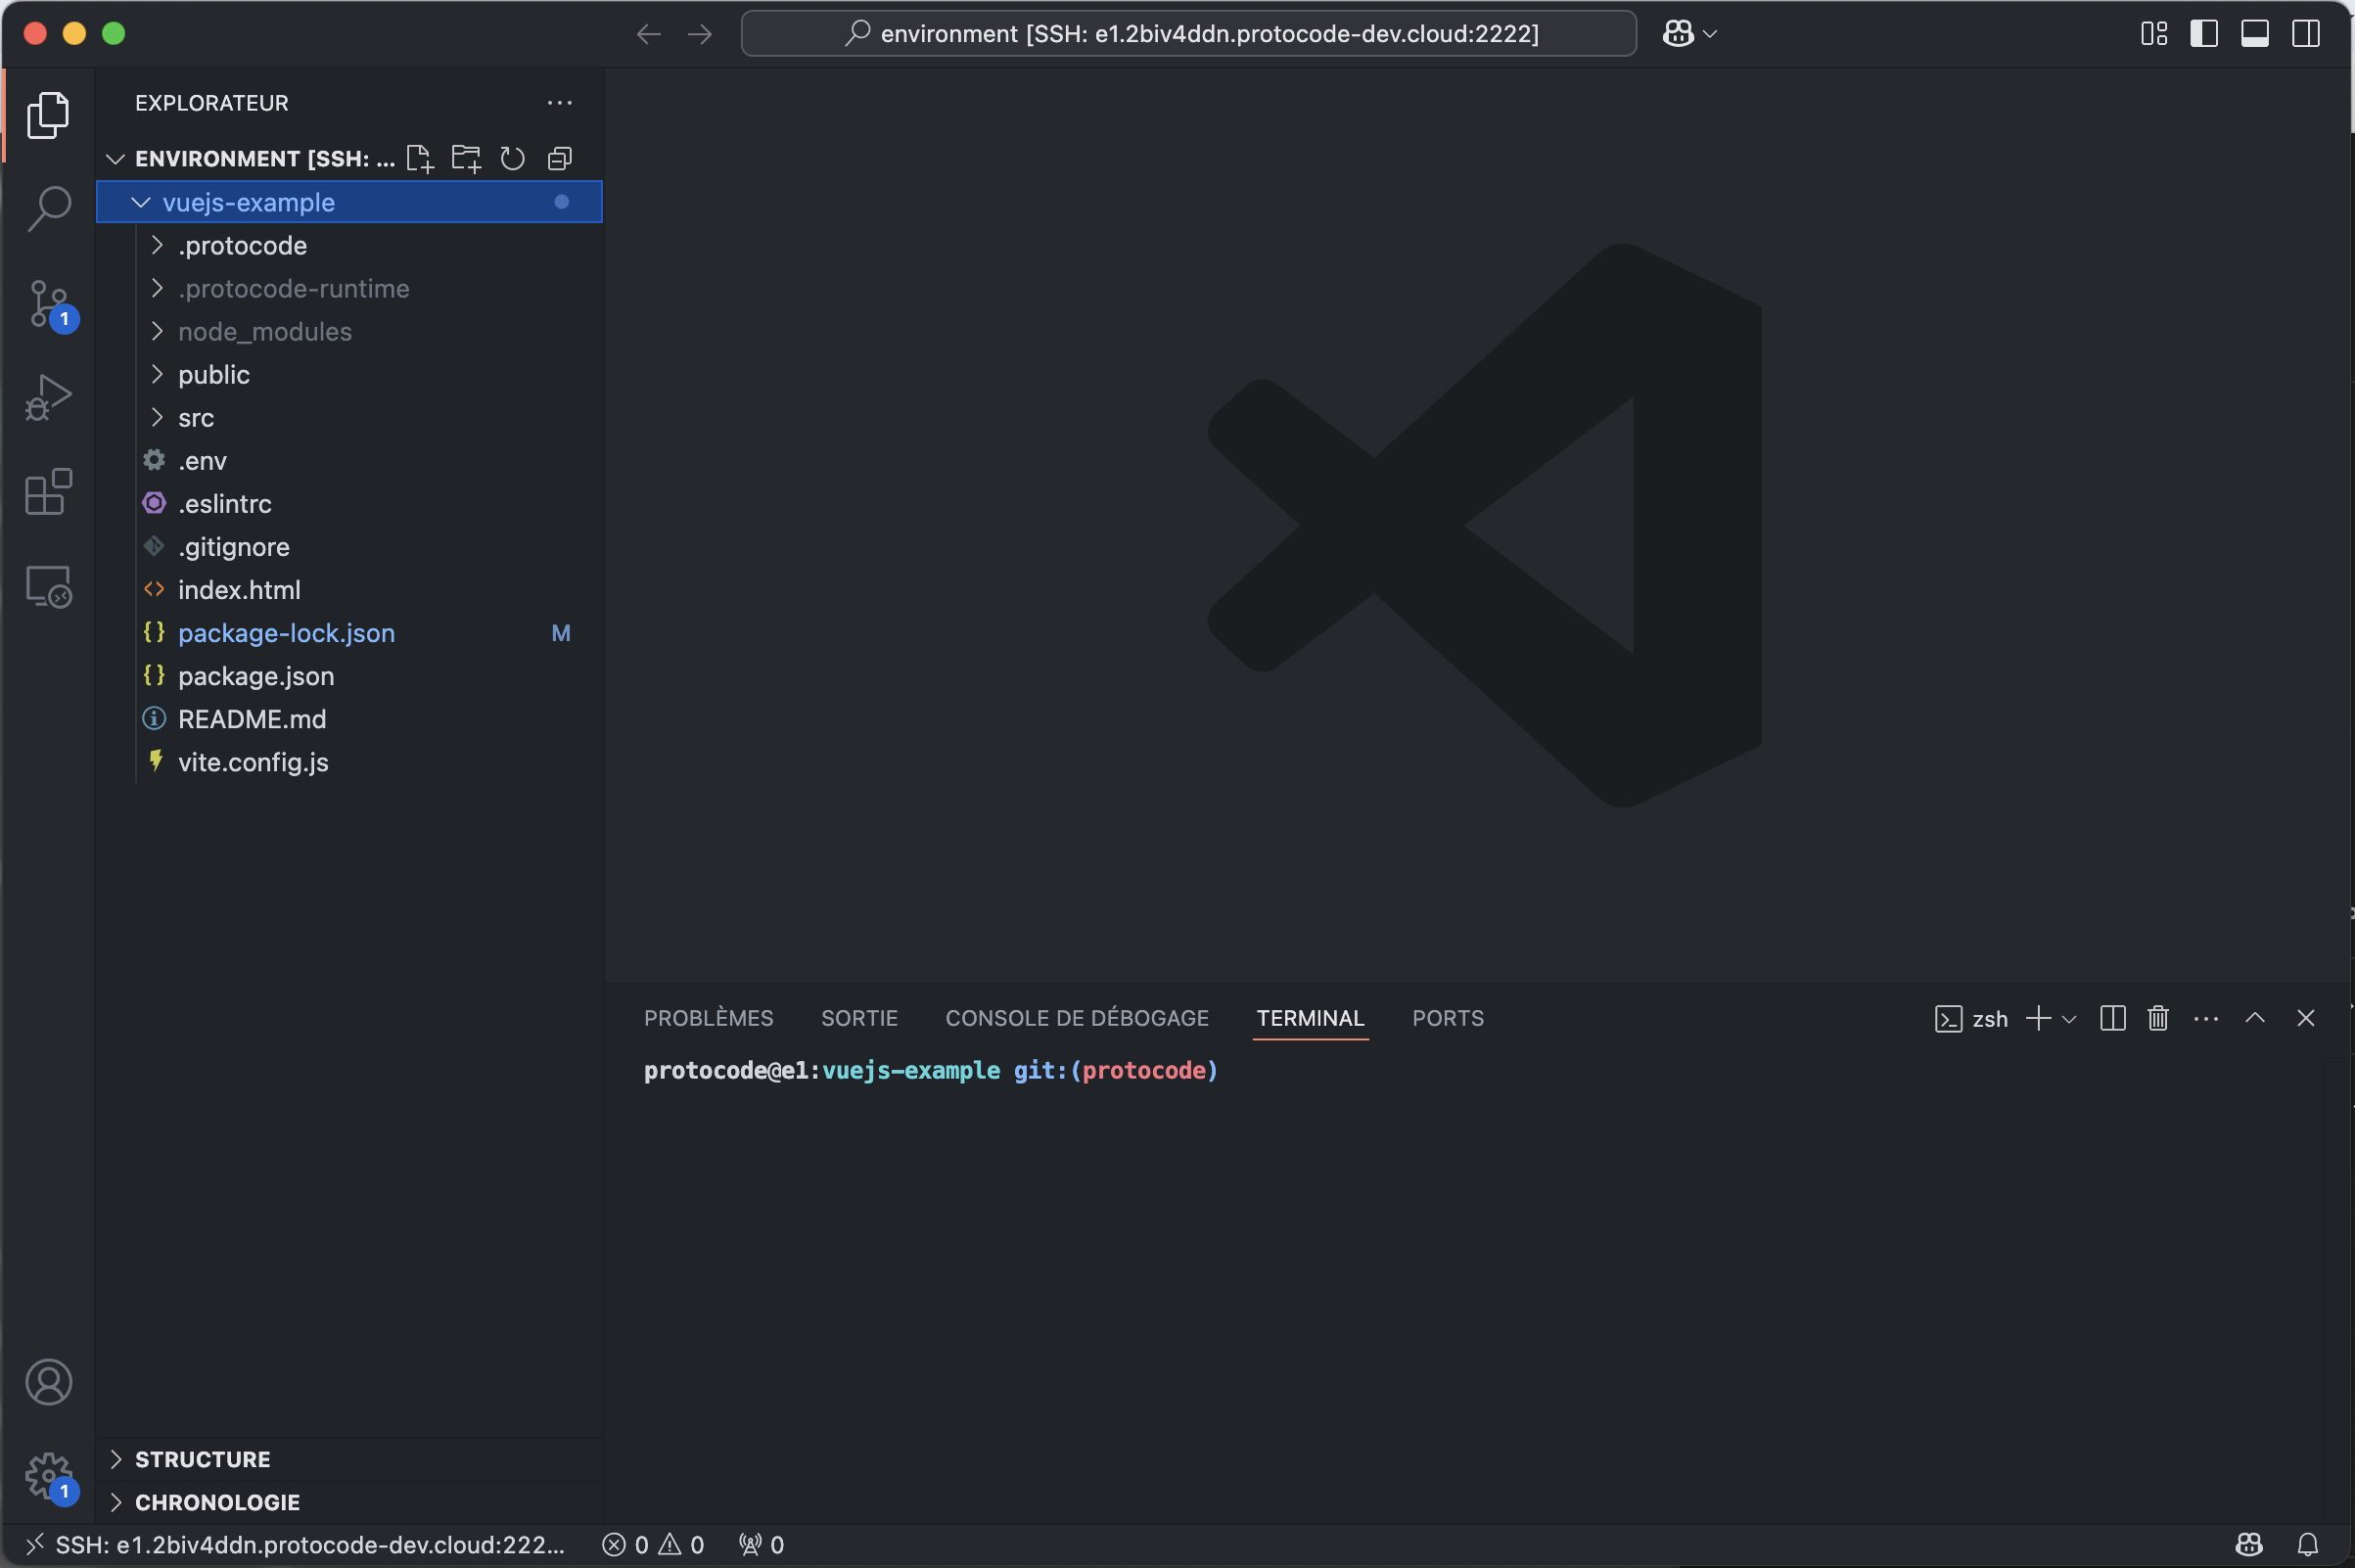 environment [SSH: e1.2biv4ddn.protocode-dev.cloud:2222]
EXPLORATEUR
ENVIRONMENT [SSH: ...
vuejs-example
.protocode
.protocode-runtime
node_modules
public
src
.env
.eslintrc
.gitignore
index.html
package-lock.json M
package.json
README.md
vite.config.js
1
PROBLÈMES SORTIE CONSOLE DE DÉBOGAGE TERMINAL PORTS zsh
protocode@e1:vuejs-example git:(protocode)
STRUCTURE
1
CHRONOLOGIE
SSH: e1.2biv4ddn.protocode-dev.cloud:222... 0 0 0